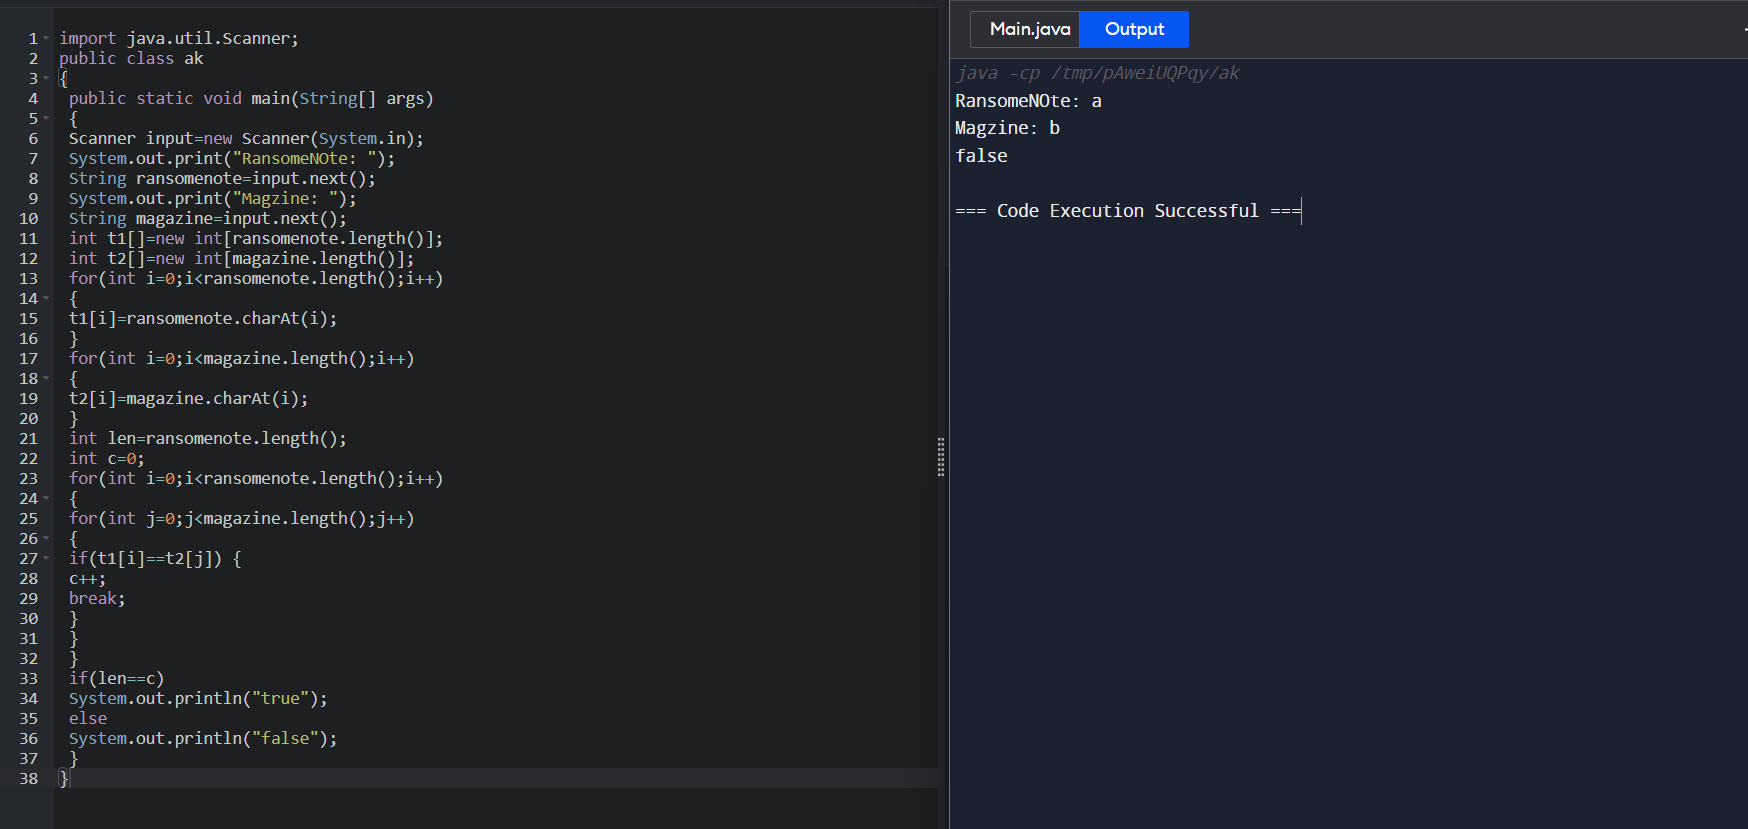 1 import java.util.Scanner;
2 public class ak
3 {
4 public static void main(String[] args)
5 {
6 Scanner input=new Scanner(System.in);
7 System.out.print("RansomeNOte: ");
8 String ransomenote=input.next();
9 System.out.print("Magzine: ");
10 String magazine=input.next();
11 int t1[]=new int[ransomenote.length()];
12 int t2[]=new int[magazine.length()];
13 for(int i=0;i<ransomenote.length();i++)
14 {
15 t1[i]=ransomenote.charAt(i);
16 }
17 for(int i=0;i<magazine.length();i++)
18 {
19 t2[i]=magazine.charAt(i);
20 }
21 int len=ransomenote.length();
22 int c=0;
23 for(int i=0;i<ransomenote.length();i++)
24 {
25 for(int j=0;j<magazine.length();j++)
26 {
27 if(t1[i]==t2[j]) {
28 c++;
29 break;
30 }
31 }
32 }
33 if(len==c)
34 System.out.println("true");
35 else
36 System.out.println("false");
37 }
38 }
Main.java Output
java -cp /tmp/pAweiUQPqy/ak
RansomeNOte: a
Magzine: b
false
=== Code Execution Successful ===